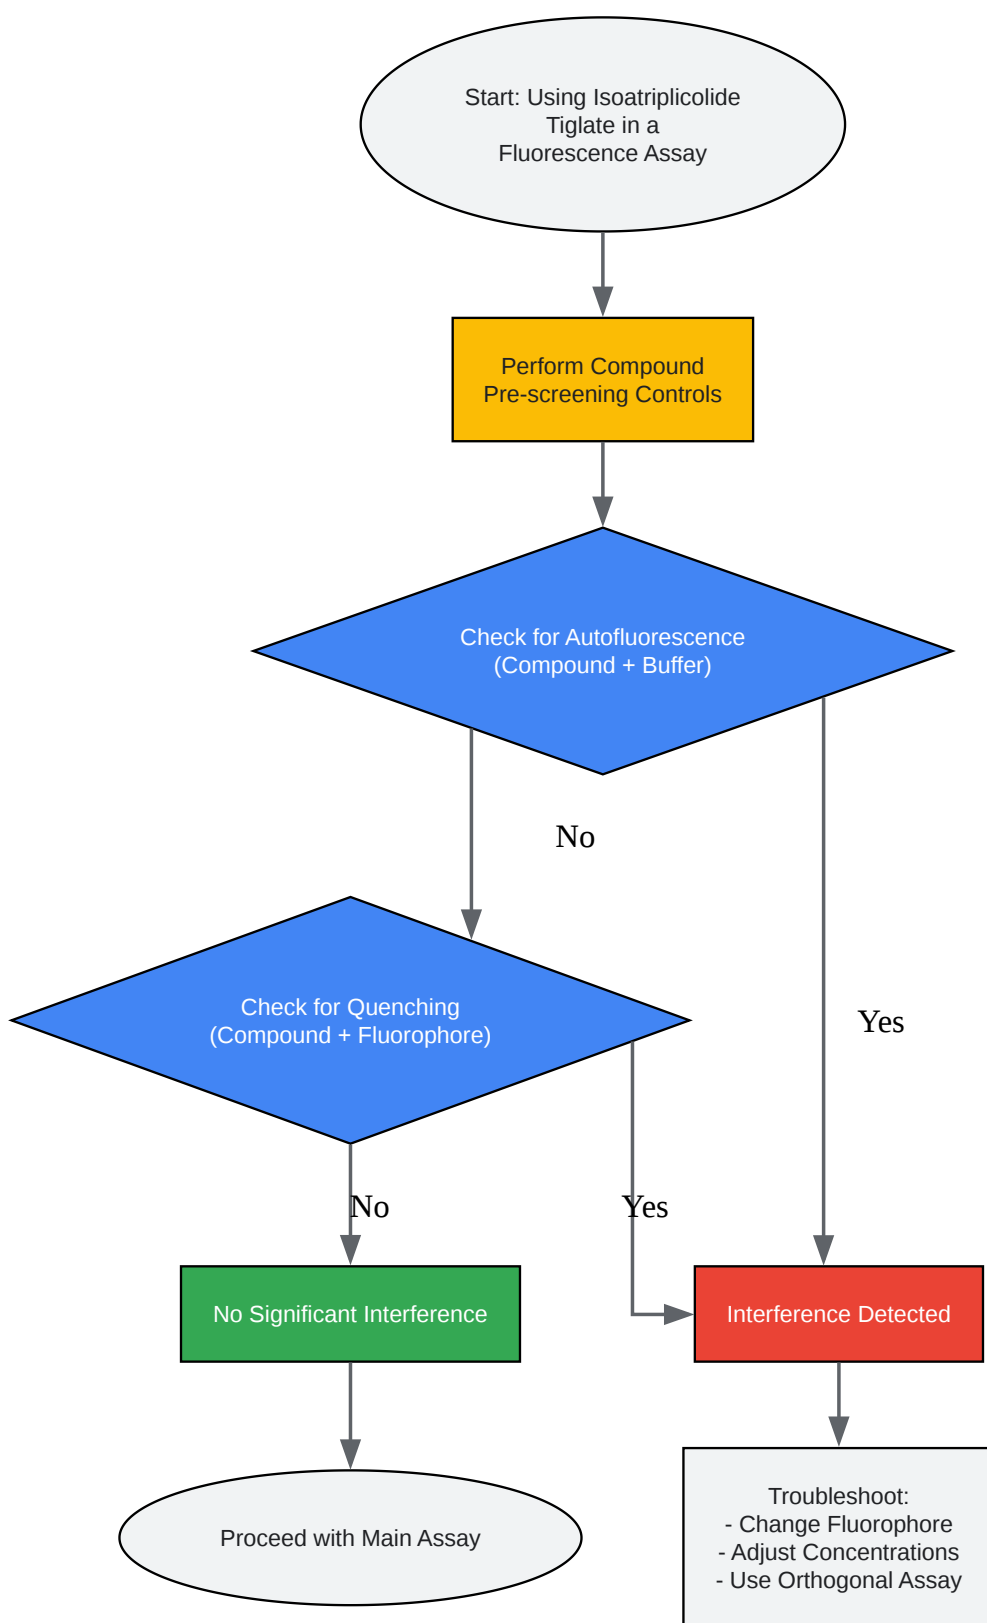 Start: Using Isoatriplicolide
Tiglate in a
Fluorescence Assay
Perform Compound
Pre-screening Controls
Check for Autofluorescence
(Compound + Buffer)
No
Check for Quenching
(Compound + Fluorophore)
Yes
No
Yes
No Significant Interference
Interference Detected
Proceed with Main Assay
Troubleshoot:
- Change Fluorophore
- Adjust Concentrations
- Use Orthogonal Assay